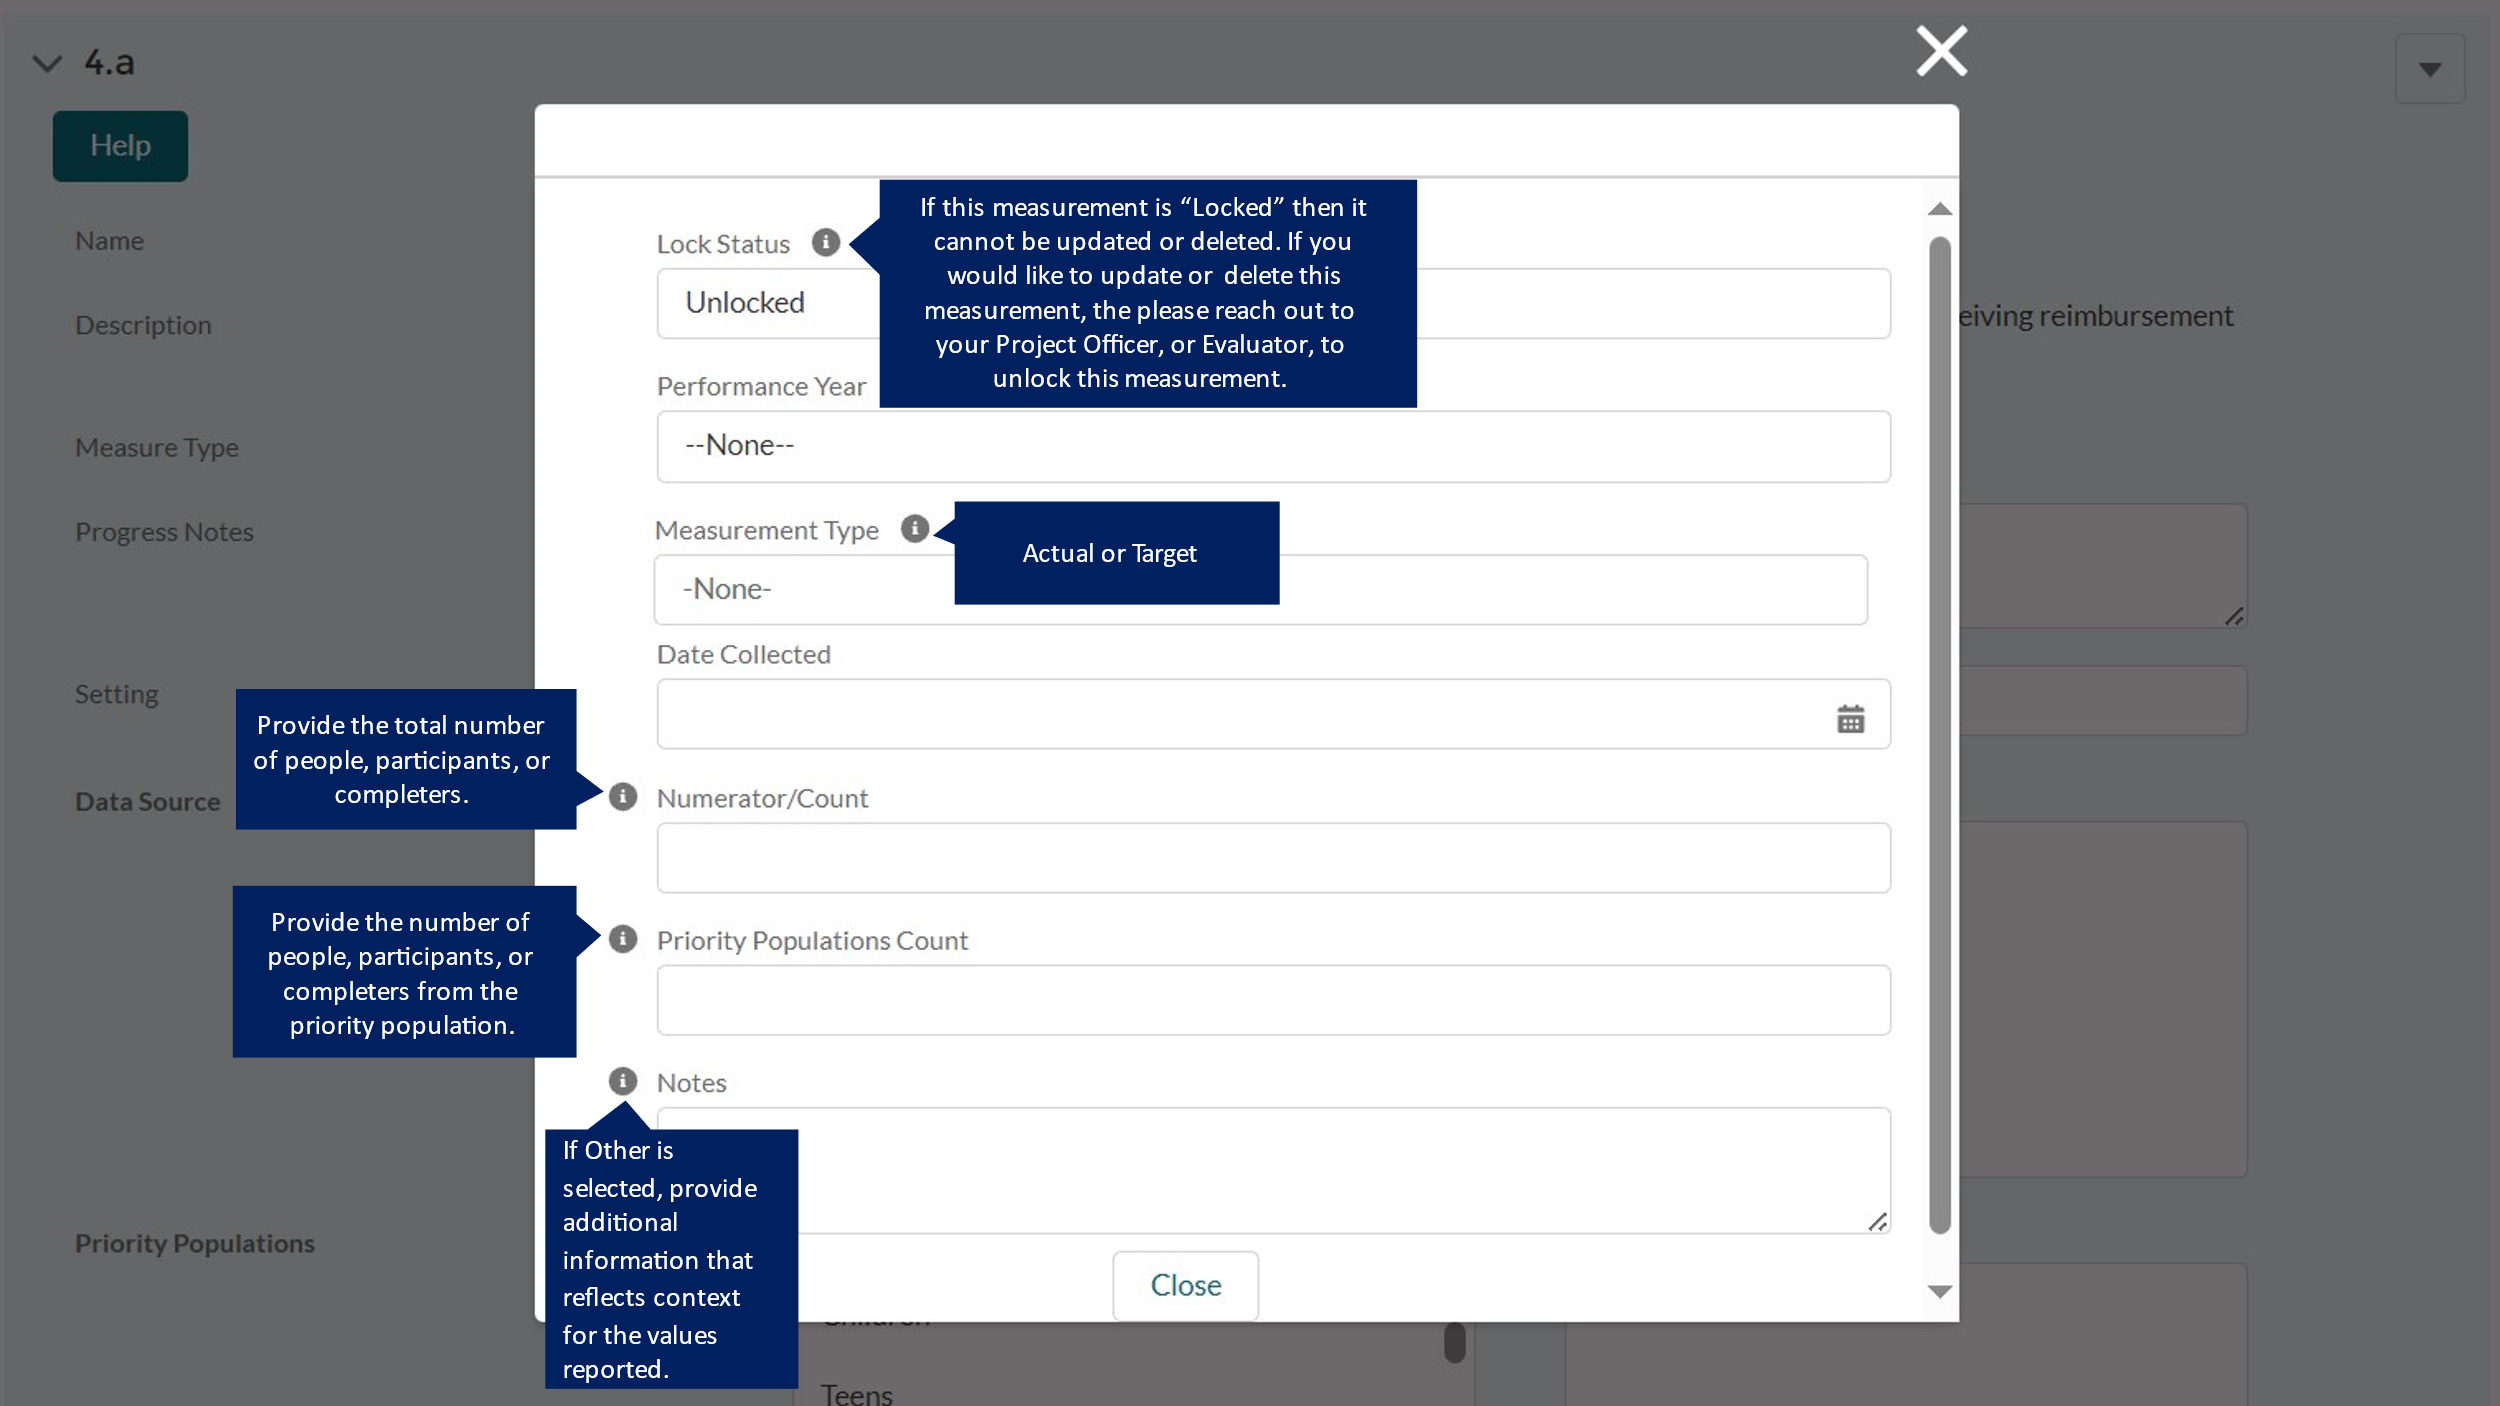 4.a
Help
Name
Description
eiving reimbursement
Measure Type
Progress Notes
Setting
Data Source
Priority Populations
Lock Status
Unlocked
If this measurement is “Locked” then it
cannot be updated or deleted. If you
would like to update or delete this
measurement, the please reach out to
your Project Officer, or Evaluator, to
unlock this measurement.
Performance Year
--None--
Measurement Type
Actual or Target
-None-
Date Collected
Provide the total number
of people, participants, or
completers.
Numerator/Count
Provide the number of
people, participants, or
completers from the
priority population.
Priority Populations Count
Notes
If Other is
selected, provide
additional
information that
reflects context
for the values
reported.
Close
Children
Teens